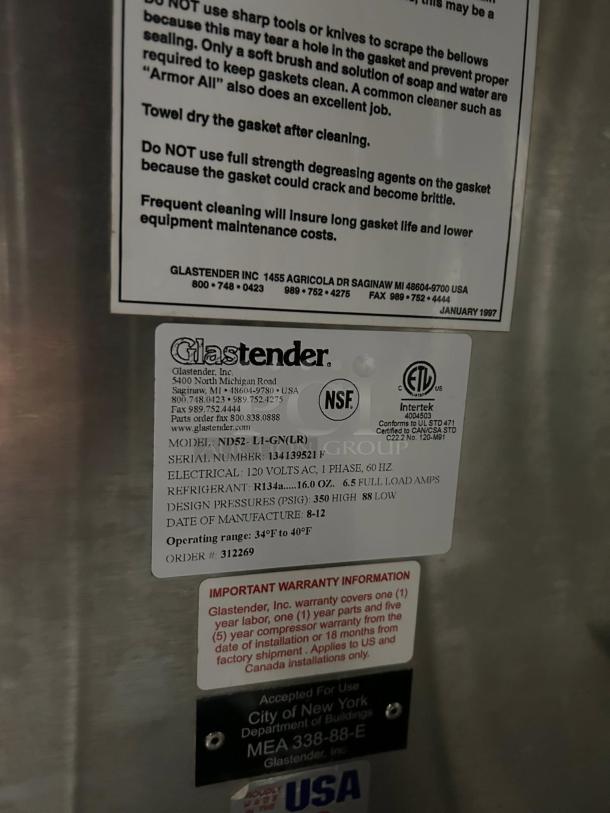 this may be a
Do NOT use sharp tools or knives to scrape the bellows
because this may tear a hole in the gasket and prevent proper
sealing. Only a soft brush and solution of soap and water are
required to keep gaskets clean. A common cleaner such as
“Armor All” also does an excellent job.
Towel dry the gasket after cleaning.
Do NOT use full strength degreasing agents on the gasket
because the gasket could crack and become brittle.
Frequent cleaning will insure long gasket life and lower
equipment maintenance costs.
GLASTENDER INC 1455 AGRICOLA DR SAGINAW MI 48604-9700 USA
800 • 748 • 0423 989 • 752 • 4275 FAX 989 • 752 • 4444
JANUARY 1997
Glastender®
Glastender, Inc.
5400 North Michigan Road
Saginaw, MI • 48604-9780 • USA
800.748.0423 • 989.752.4275
Fax 989.752.4444
Parts order fax 800.838.0888
www.glastender.com
NSF®
C ETL US
Intertek
4004503
Conforms to UL STD 471
Certified to CAN/CSA STD
C22.2 No. 120-M91
AUCTION GROUP
MODEL: ND52- L1-GN(LR)
SERIAL NUMBER: 134139521 F
ELECTRICAL: 120 VOLTS AC, 1 PHASE, 60 HZ
REFRIGERANT: R134a.....16.0 OZ. 6.5 FULL LOAD AMPS
DESIGN PRESSURES (PSIG): 350 HIGH 88 LOW
DATE OF MANUFACTURE: 8-12
Operating range: 34°F to 40°F
ORDER #: 312269
IMPORTANT WARRANTY INFORMATION
Glastender, Inc. warranty covers one (1)
year labor, one (1) year parts and five
(5) year compressor warranty from the
date of installation or 18 months from
factory shipment . Applies to US and
Canada installations only.
Accepted For Use
City of New York
Department of Buildings
MEA 338-88-E
Glastender, Inc.
PROUDLY
MADE
USA